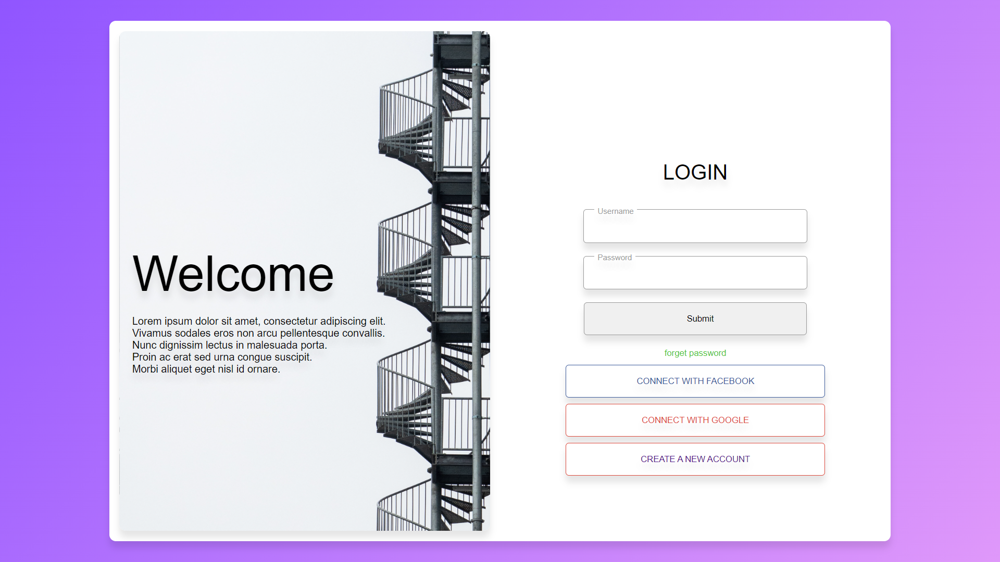 Welcome
Lorem ipsum dolor sit amet, consectetur adipiscing elit.
Vivamus sodales eros non arcu pellentesque convallis.
Nunc dignissim lectus in malesuada porta.
Proin ac erat sed urna congue suscipit.
Morbi aliquet eget nisl id ornare.
LOGIN
Username
Password
Submit
forget password
CONNECT WITH FACEBOOK
CONNECT WITH GOOGLE
CREATE A NEW ACCOUNT